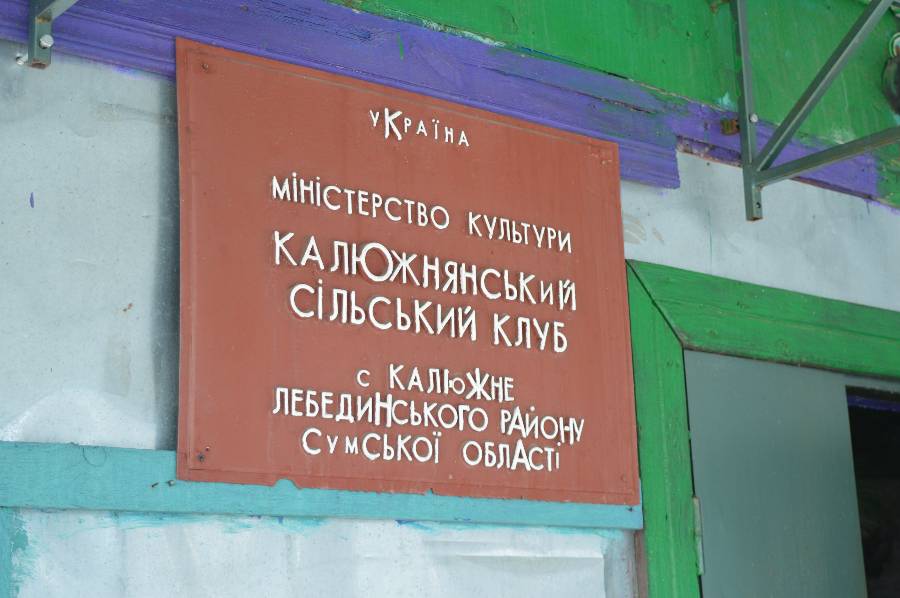 уКРАЇНА
МІНІСТЕРСТВО КУЛЬТУРИ
КАЛЮЖНЯНСЬКИЙ
СІЛЬСЬКИЙ КЛУБ
с КАЛЮЖНЕ
ЛЕБЕДИНСЬКОГО РАЙОНУ
СУМСЬКОЇ ОБЛАСТІ